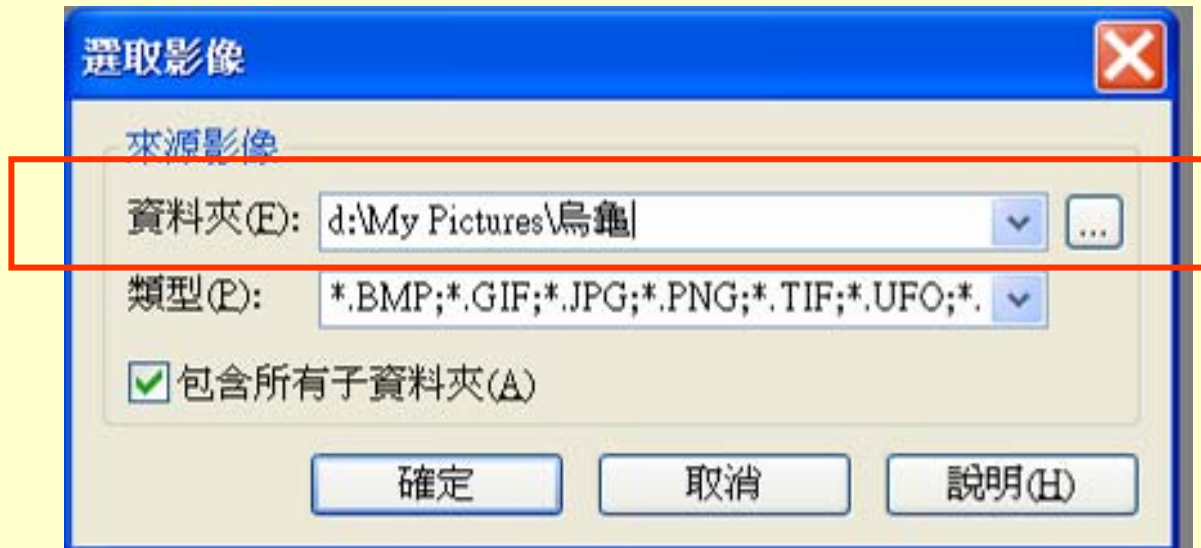 選取影像
來源影像
資料夾(E): d:\My Pictures\烏龜 ...
類型(P): *.BMP;*.GIF;*.JPG;*.PNG;*.TIF;*.UFO;*.
包含所有子資料夾(A)
確定 取消 說明(H)